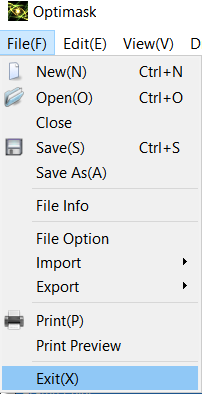 Optimask
File(F) Edit(E) View(V) D
New(N) Ctrl+N
Open(O) Ctrl+O
Close
Save(S) Ctrl+S
Save As(A)
File Info
File Option
Import
Export
Print(P)
Print Preview
Exit(X)